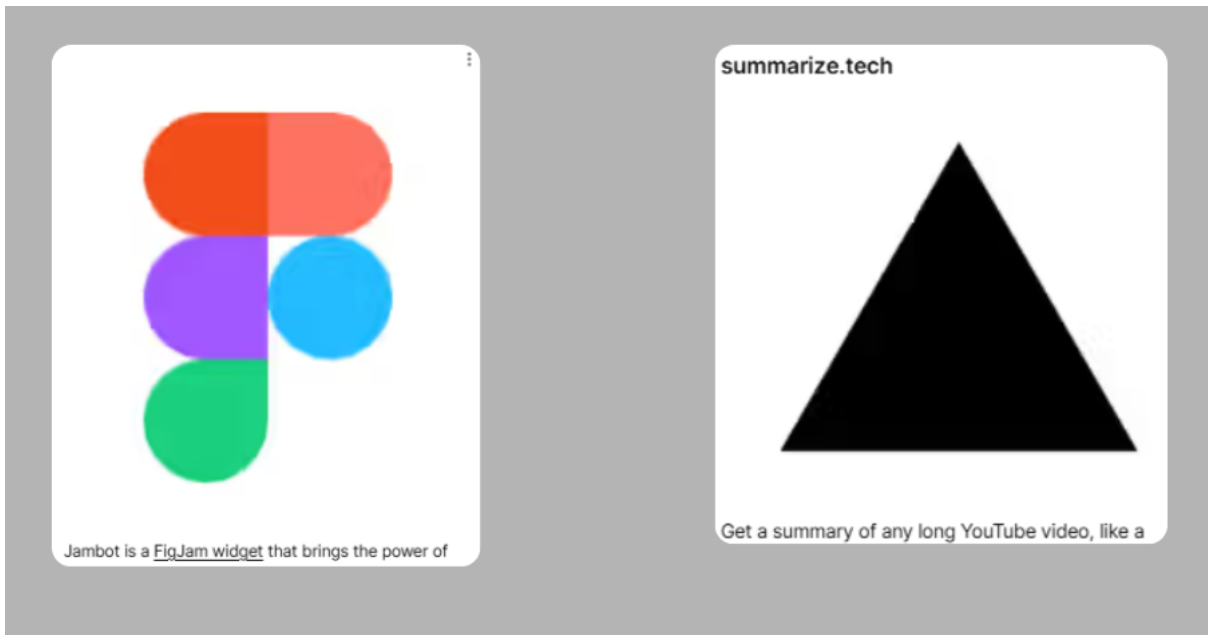 summarize.tech
Jambot is a FigJam widget that brings the power of
Get a summary of any long YouTube video, like a